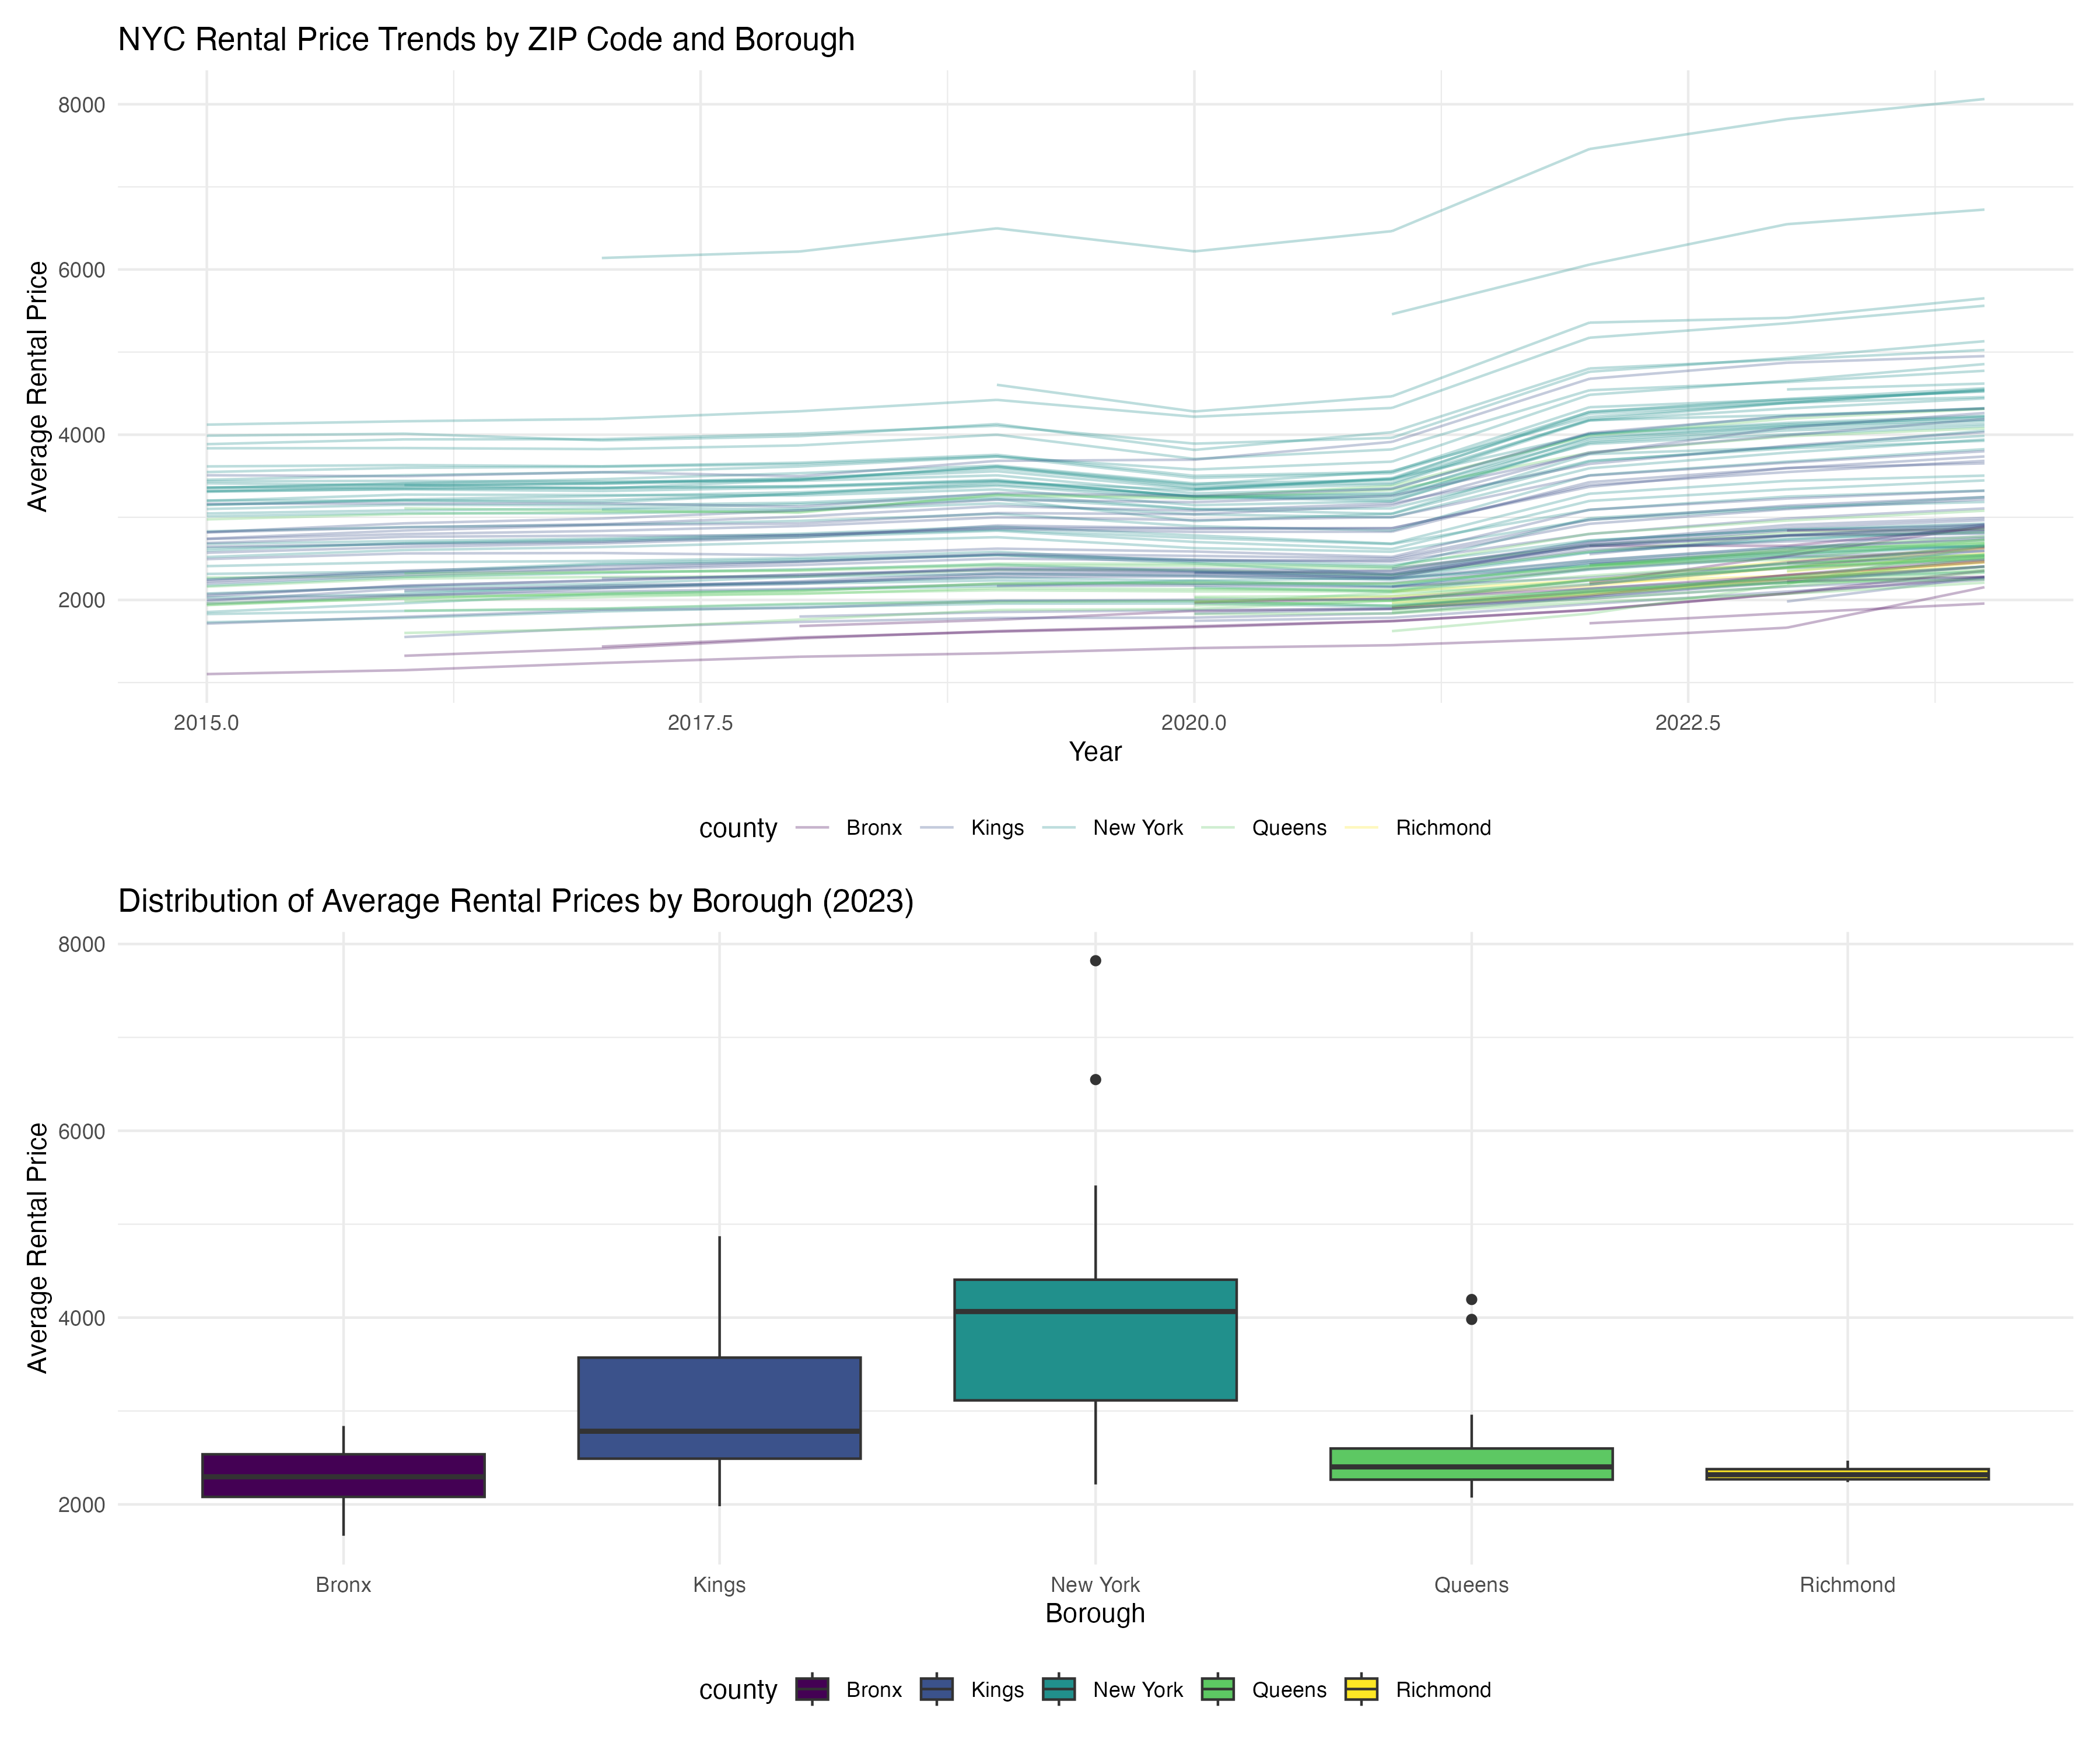 NYC Rental Price Trends by ZIP Code and Borough
8000
6000
4000
2000
Average Rental Price
2015.0 2017.5 2020.0 2022.5
Year
county Bronx Kings New York Queens Richmond
Distribution of Average Rental Prices by Borough (2023)
8000
6000
4000
2000
Average Rental Price
Bronx Kings New York Queens Richmond
Borough
county Bronx Kings New York Queens Richmond